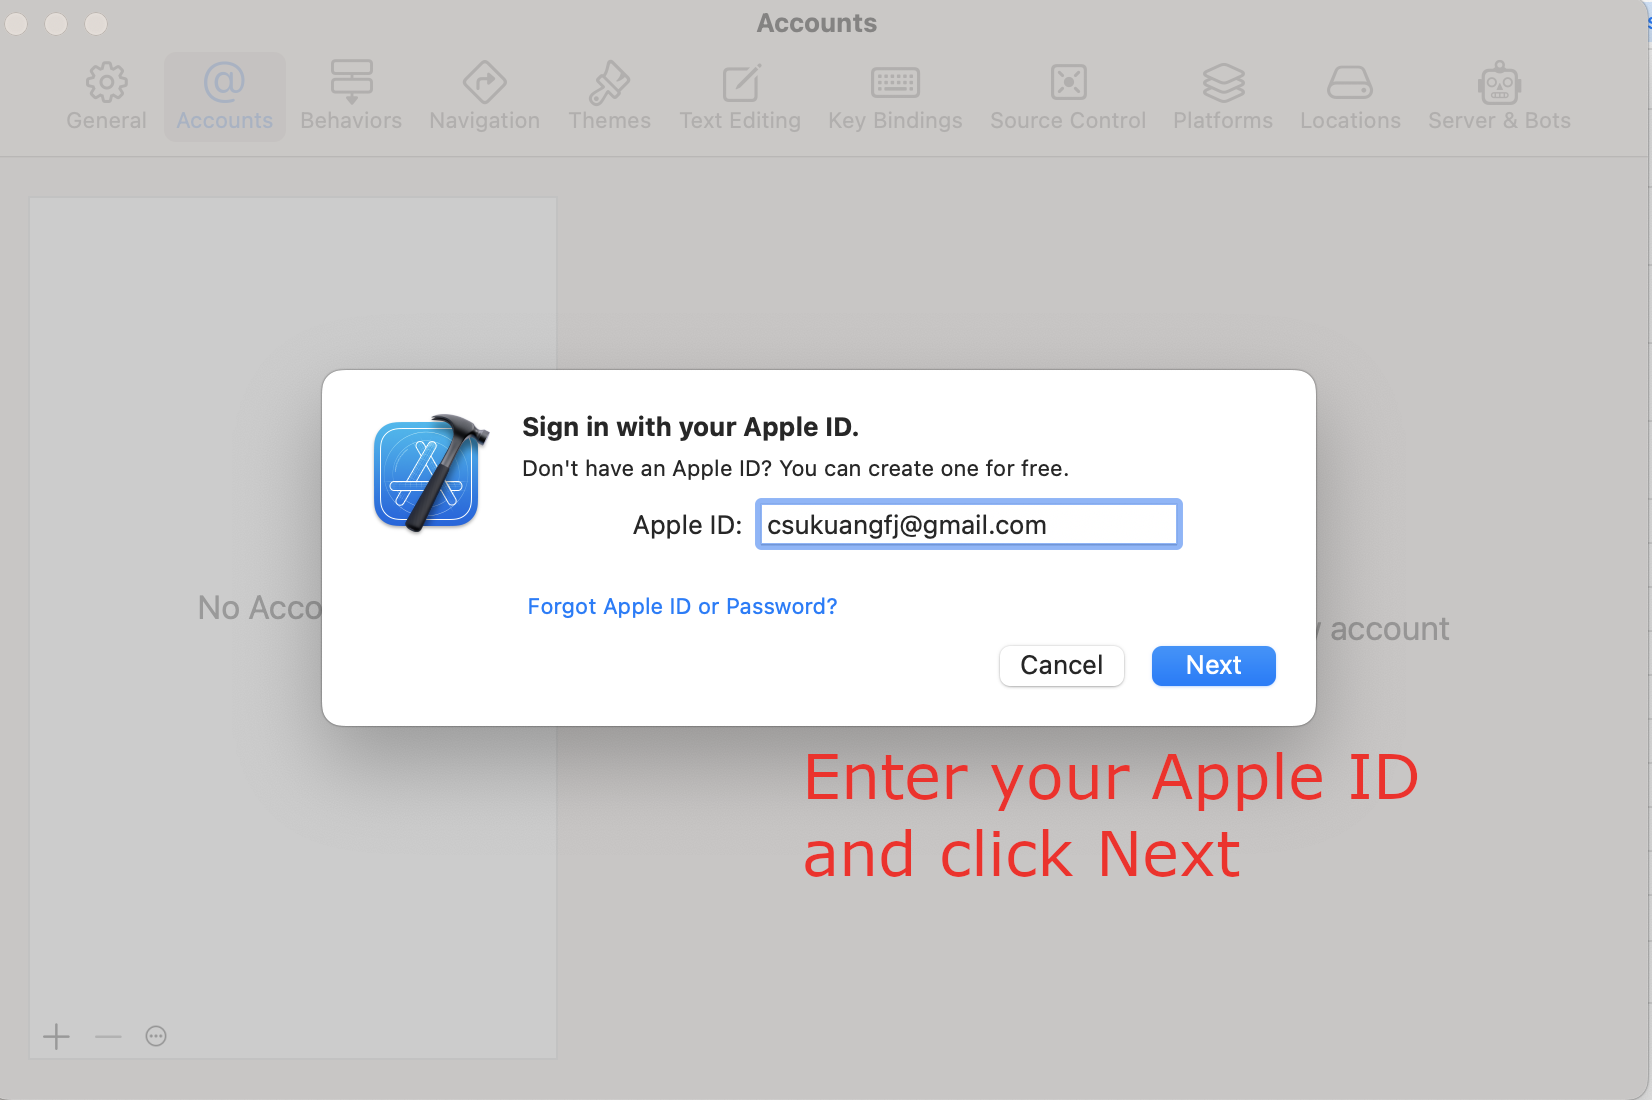 Accounts
General
Accounts
Behaviors
Navigation
Themes
Text Editing
Key Bindings
Source Control
Platforms
Locations
Server & Bots
Sign in with your Apple ID.
Don't have an Apple ID? You can create one for free.
Apple ID: csukuangfj@gmail.com
Forgot Apple ID or Password?
No Acco
account
Cancel
Next
Enter your Apple ID
and click Next